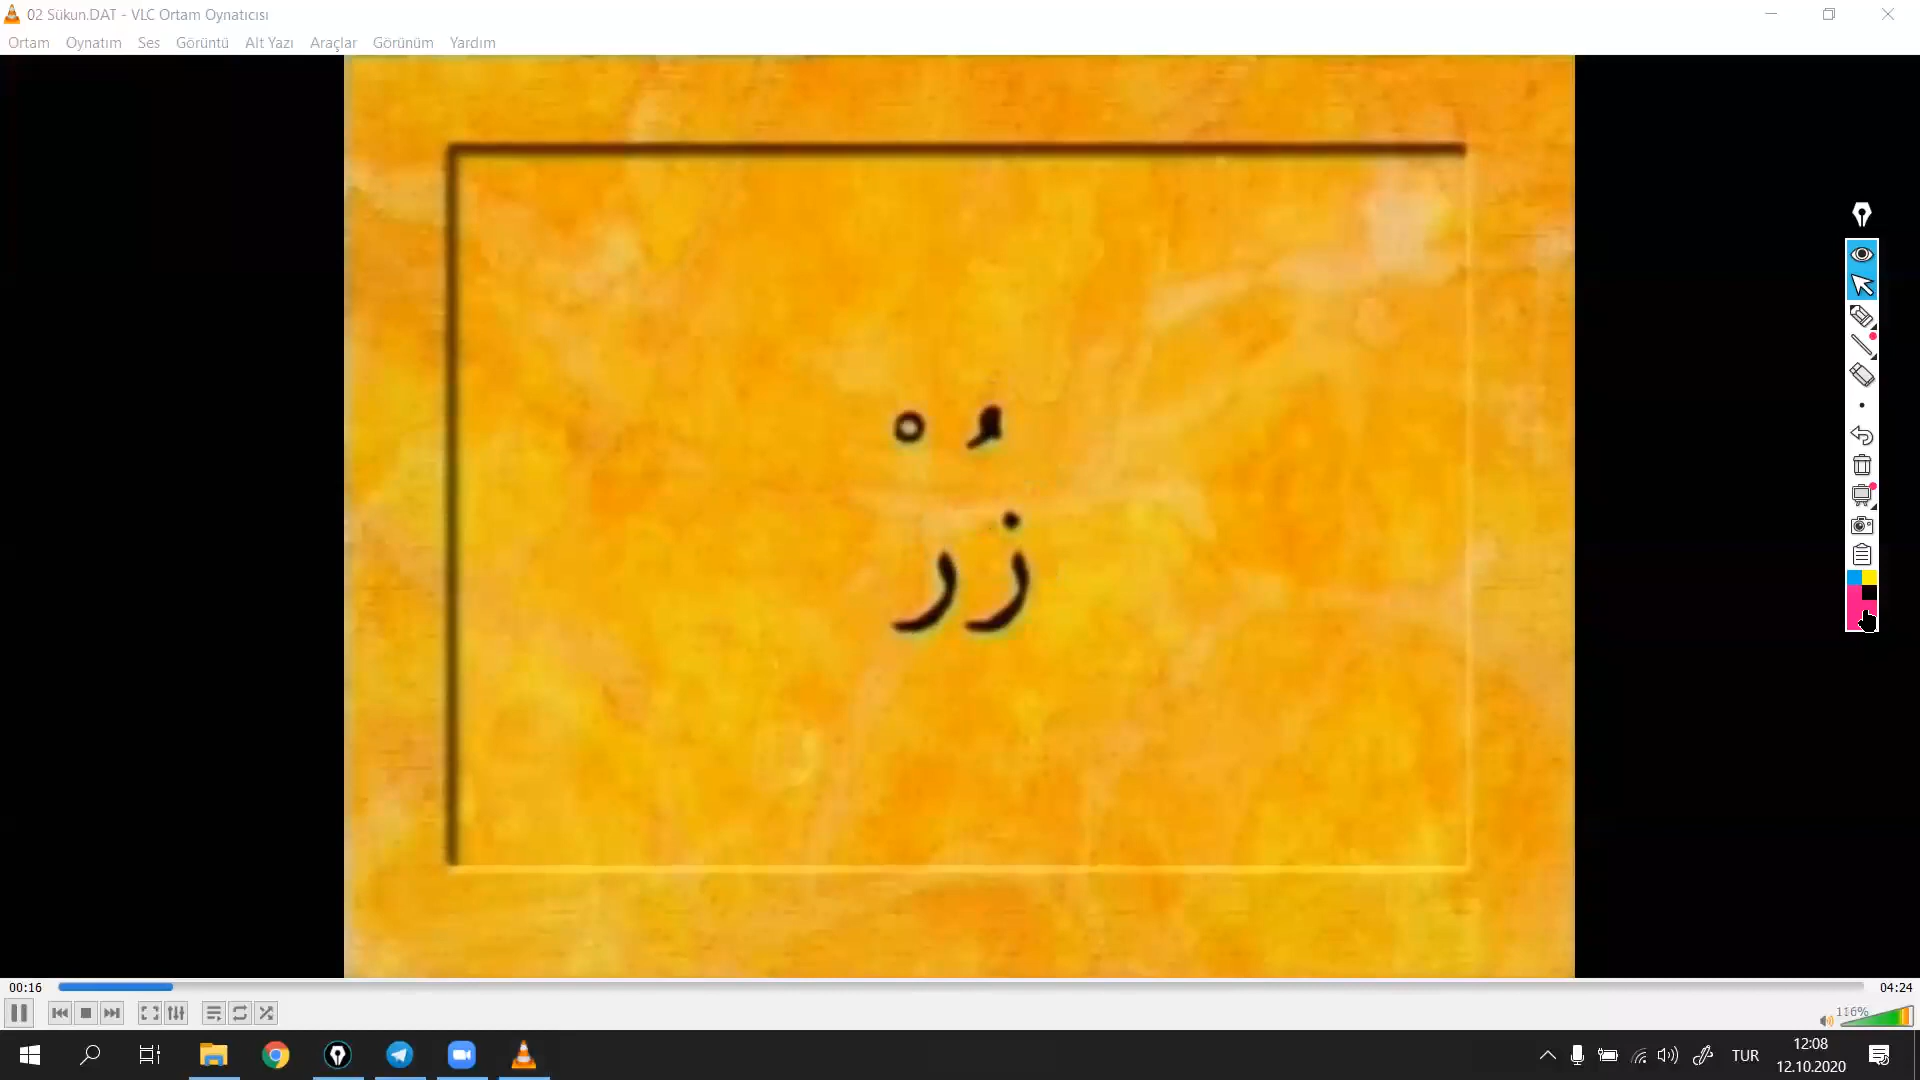 02 Sükun.DAT - VLC Ortam Oynatıcısı
Ortam Oynatım Ses Görüntü Alt Yazı Araçlar Görünüm Yardım
زُرْ
00:16 04:24
116%
TUR
12:08
12.10.2020